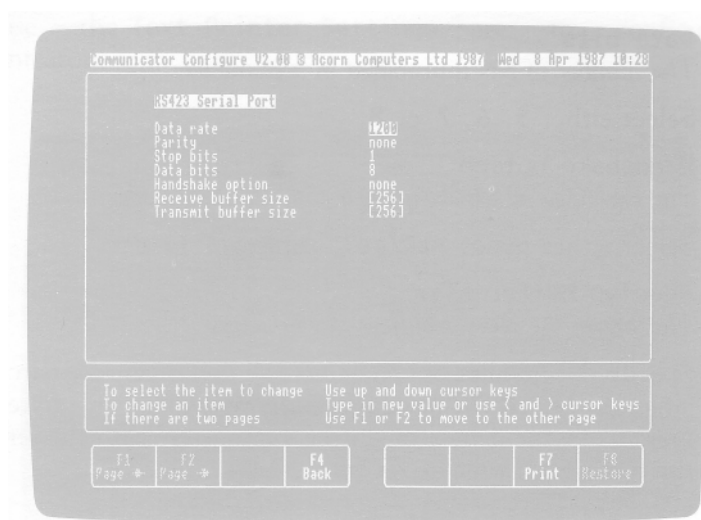 Communicator Configure V2.00 © Acorn Computers Ltd 1987 Wed 8 Apr 1987 10:28
RS423 Serial Port
Data rate 1200
Parity none
Stop bits 1
Data bits 8
Handshake option none
Receive buffer size [256]
Transmit buffer size [256]
To select the item to change Use up and down cursor keys
To change an item Type in new value or use < and > cursor keys
If there are two pages Use F1 or F2 to move to the other page
F1 F2 F4 F7 F8
Page ← Page → Back Print Restore